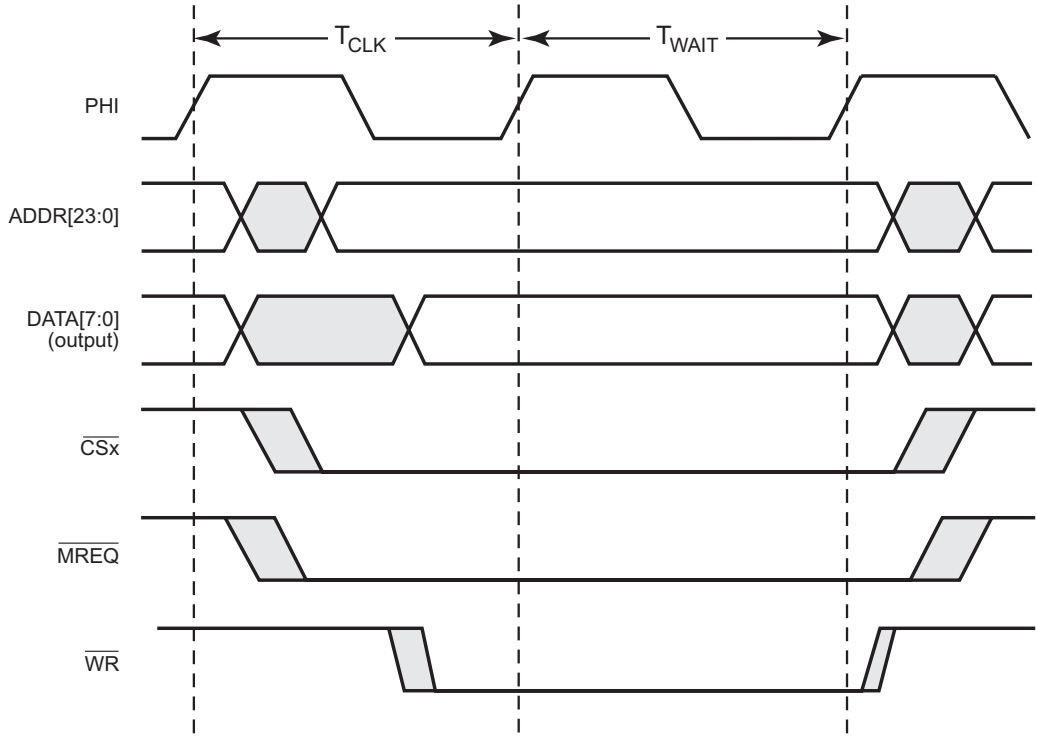 TCLK
TWAIT
PHI
ADDR[23:0]
DATA[7:0]
(output)
CSx
MREQ
WR